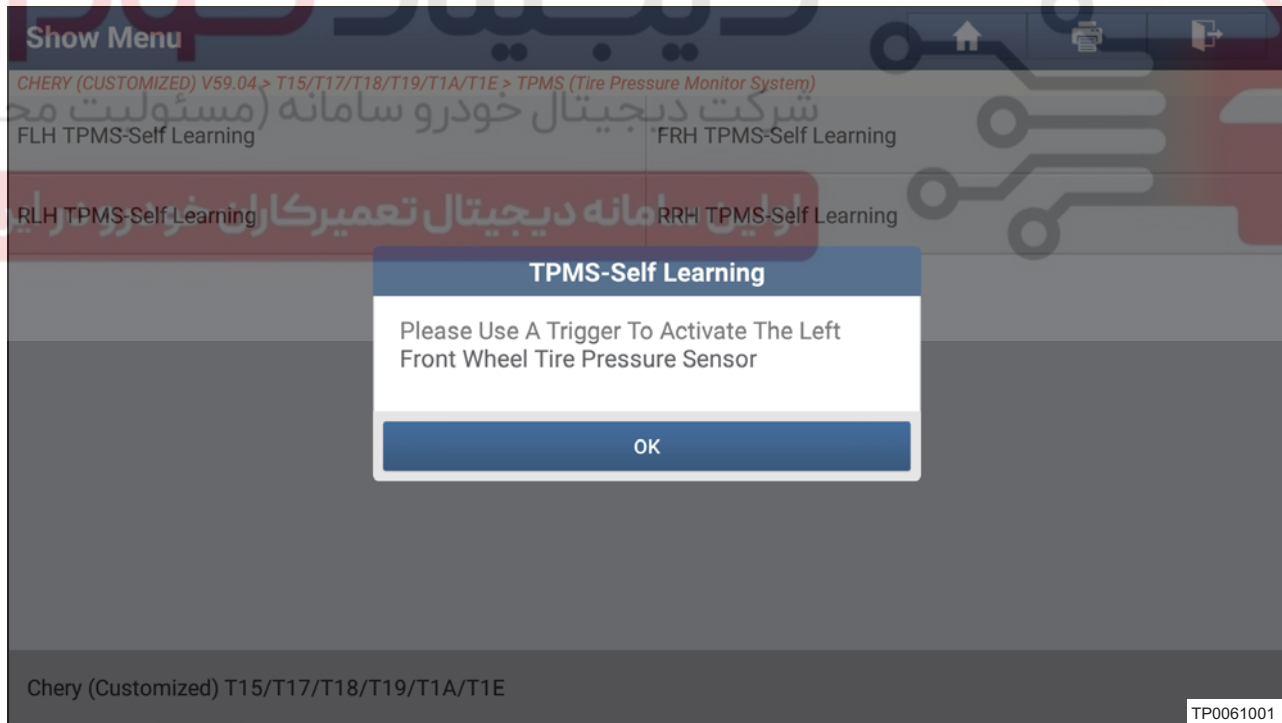 Show Menu
CHERY (CUSTOMIZED) V59.04 > T15/T17/T18/T19/T1A/T1E > TPMS (Tire Pressure Monitor System)
شرکت دیجیتال خودرو سامانه (مسئولیت مح
FLH TPMS-Self Learning
FRH TPMS-Self Learning
اولین سامانه دیجیتال تعمیرکاران خودرو در ایر
RLH TPMS-Self Learning
RRH TPMS-Self Learning
TPMS-Self Learning
Please Use A Trigger To Activate The Left
Front Wheel Tire Pressure Sensor
OK
Chery (Customized) T15/T17/T18/T19/T1A/T1E
TP0061001